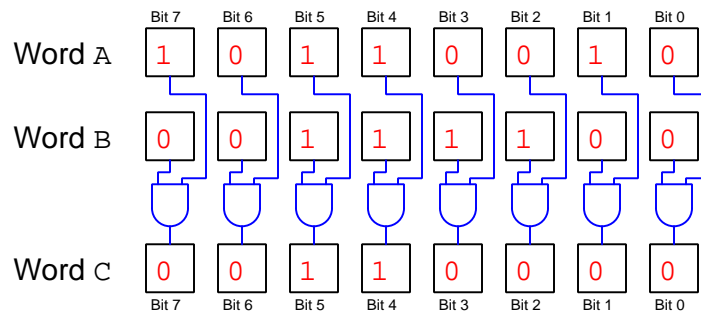 Bit 7 Bit 6 Bit 5 Bit 4 Bit 3 Bit 2 Bit 1 Bit 0
Word A 1 0 1 1 0 0 1 0
Word B 0 0 1 1 1 1 0 0
Word C 0 0 1 1 0 0 0 0
Bit 7 Bit 6 Bit 5 Bit 4 Bit 3 Bit 2 Bit 1 Bit 0